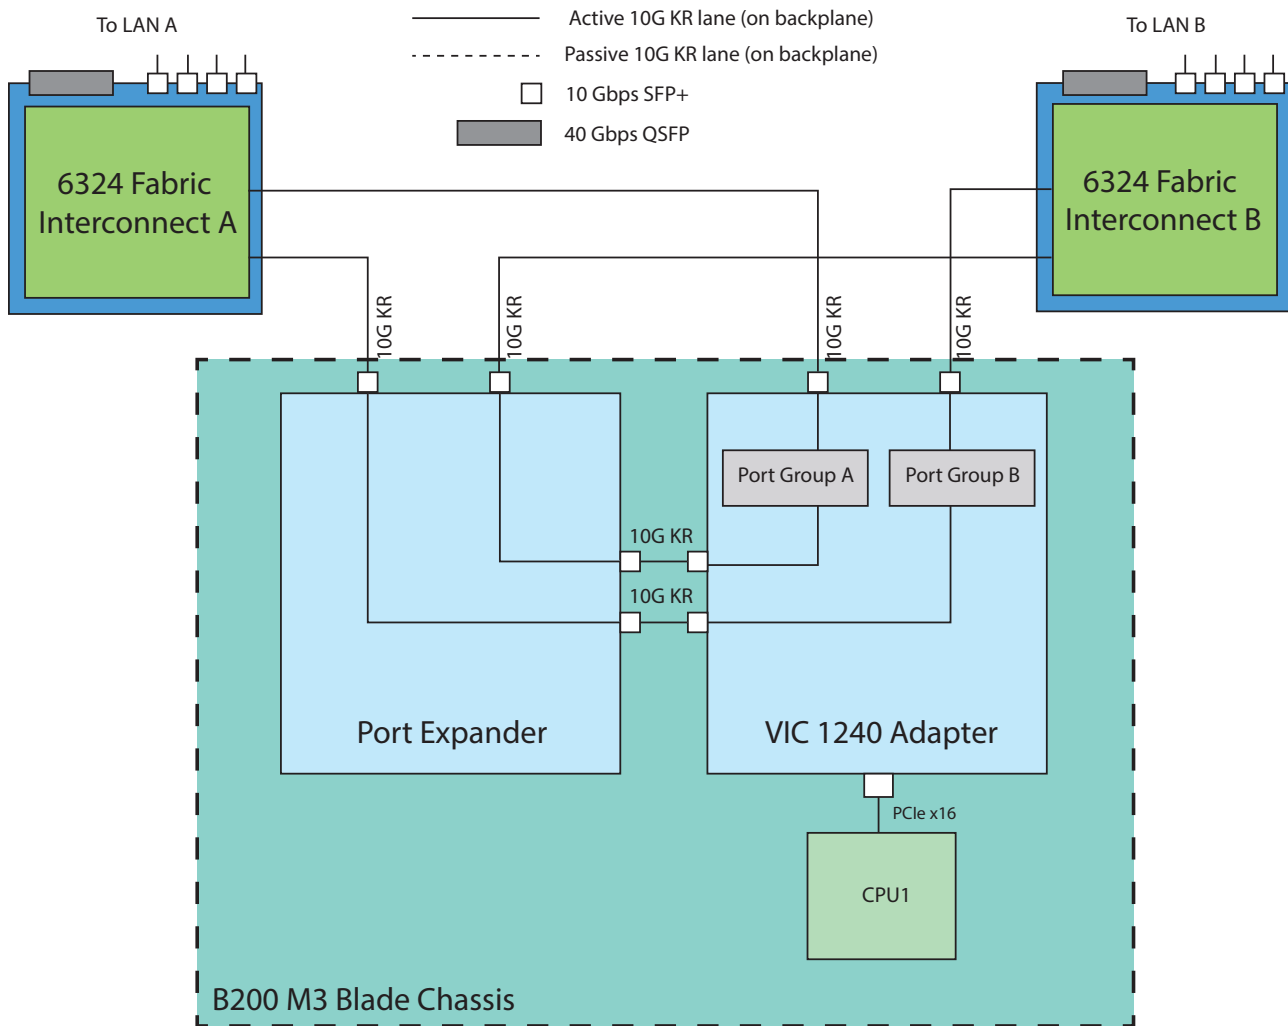 To LAN A
Active 10G KR lane (on backplane)
To LAN B
Passive 10G KR lane (on backplane)
10 Gbps SFP+
40 Gbps QSFP
6324 Fabric
Interconnect A
6324 Fabric
Interconnect B
10G KR
10G KR
10G KR
10G KR
Port Group A
Port Group B
10G KR
10G KR
Port Expander
VIC 1240 Adapter
PCIe x16
CPU1
B200 M3 Blade Chassis